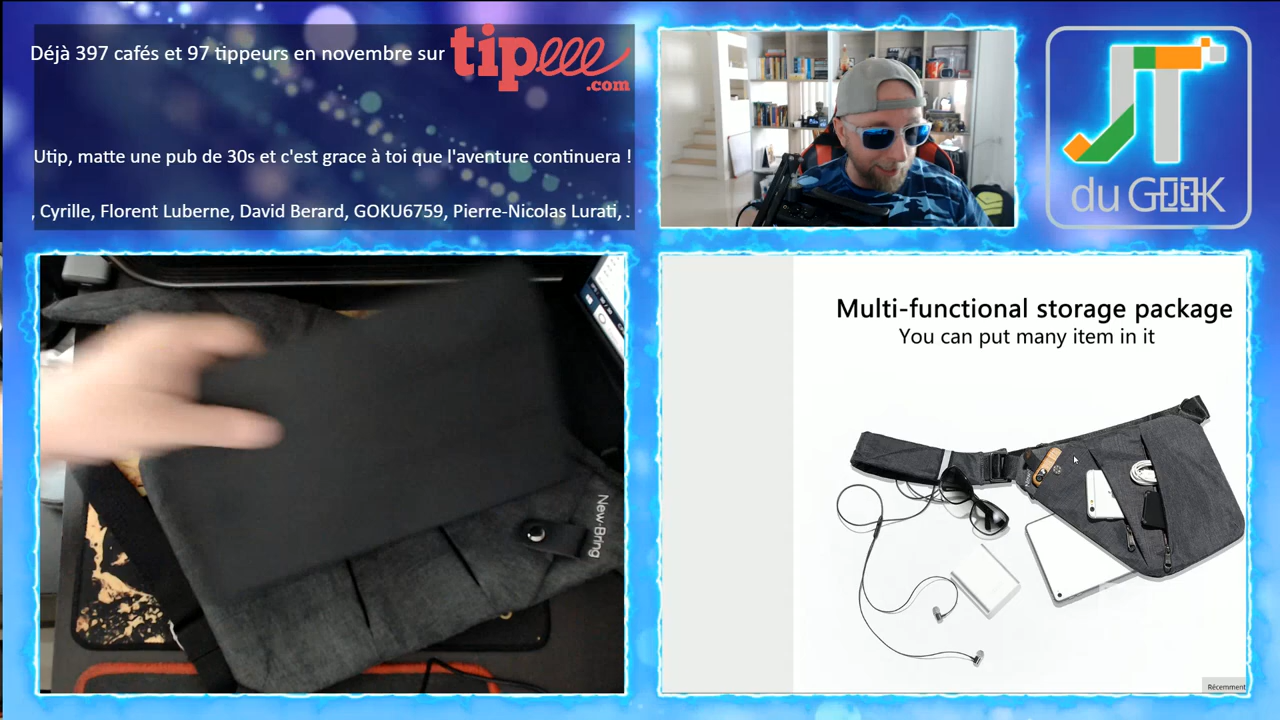 Déjà 397 cafés et 97 tippeurs en novembre sur
tipeee
.com
Utip, matte une pub de 30s et c'est grace à toi que l'aventure continuera !
, Cyrille, Florent Luberne, David Berard, GOKU6759, Pierre-Nicolas Lurati, .
JT
du GEEK
New-Bring
Multi-functional storage package
You can put many item in it
Récemment